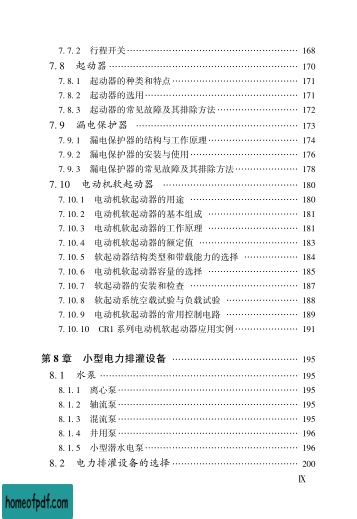 7.7.2 行程开关……………………………………………… 168
7.8 起动器……………………………………………………… 170
7.8.1 起动器的种类和特点………………………………… 171
7.8.2 起动器的选用………………………………………… 171
7.8.3 起动器的常见故障及其排除方法…………………… 172
7.9 漏电保护器 ……………………………………………… 173
7.9.1 漏电保护器的结构与工作原理……………………… 174
7.9.2 漏电保护器的安装与使用…………………………… 176
7.9.3 漏电保护器的常见故障及其排除方法……………… 178
7.10 电动机软起动器 ………………………………………… 180
7.10.1 电动机软起动器的用途 …………………………… 180
7.10.2 电动机软起动器的基本组成 ……………………… 181
7.10.3 电动机软起动器的工作原理 ……………………… 181
7.10.4 电动机软起动器的额定值 ………………………… 183
7.10.5 软起动器结构类型和带载能力的选择 …………… 184
7.10.6 电动机软起动器容量的选择 ……………………… 185
7.10.7 软起动器的安装和检查 …………………………… 187
7.10.8 软起动系统空载试验与负载试验 ………………… 188
7.10.9 电动机软起动器的常用控制电路 ………………… 189
7.10.10 CR1系列电动机软起动器应用实例……………… 191
第8章 小型电力排灌设备 …………………………………… 195
8.1 水泵 ……………………………………………………… 195
8.1.1 离心泵………………………………………………… 195
8.1.2 轴流泵………………………………………………… 195
8.1.3 混流泵………………………………………………… 195
8.1.4 井用泵………………………………………………… 196
8.1.5 小型潜水电泵………………………………………… 196
8.2 电力排灌设备的选择…………………………………… 200
Ⅸ
homeofpdf.com